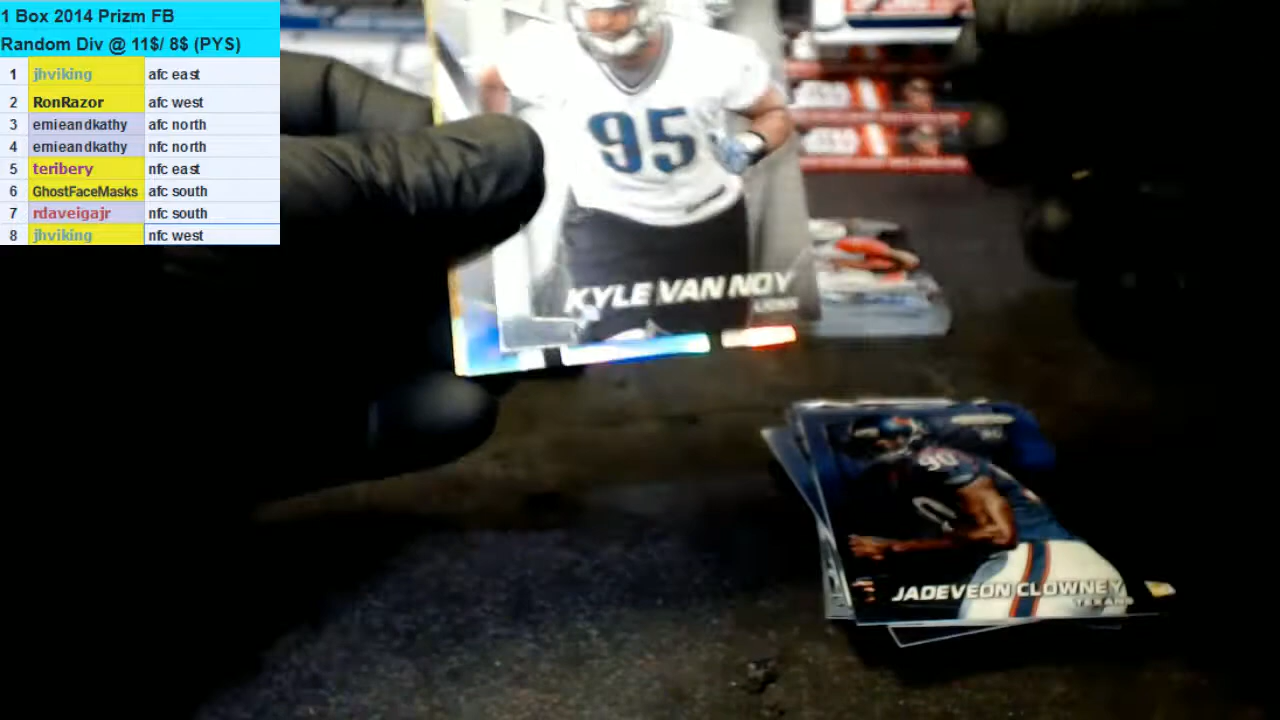 1 Box 2014 Prizm FB
Random Div @ 11$/ 8$ (PYS)
1 jhviking afc east
2 RonRazor afc west
3 emieandkathy afc north
4 emieandkathy nfc north
5 teribery nfc east
6 GhostFaceMasks afc south
7 rdaveigajr nfc south
8 jhviking nfc west
95
KYLE VAN NOY
LIONS
90
JADEVEON CLOWNEY
TEXANS